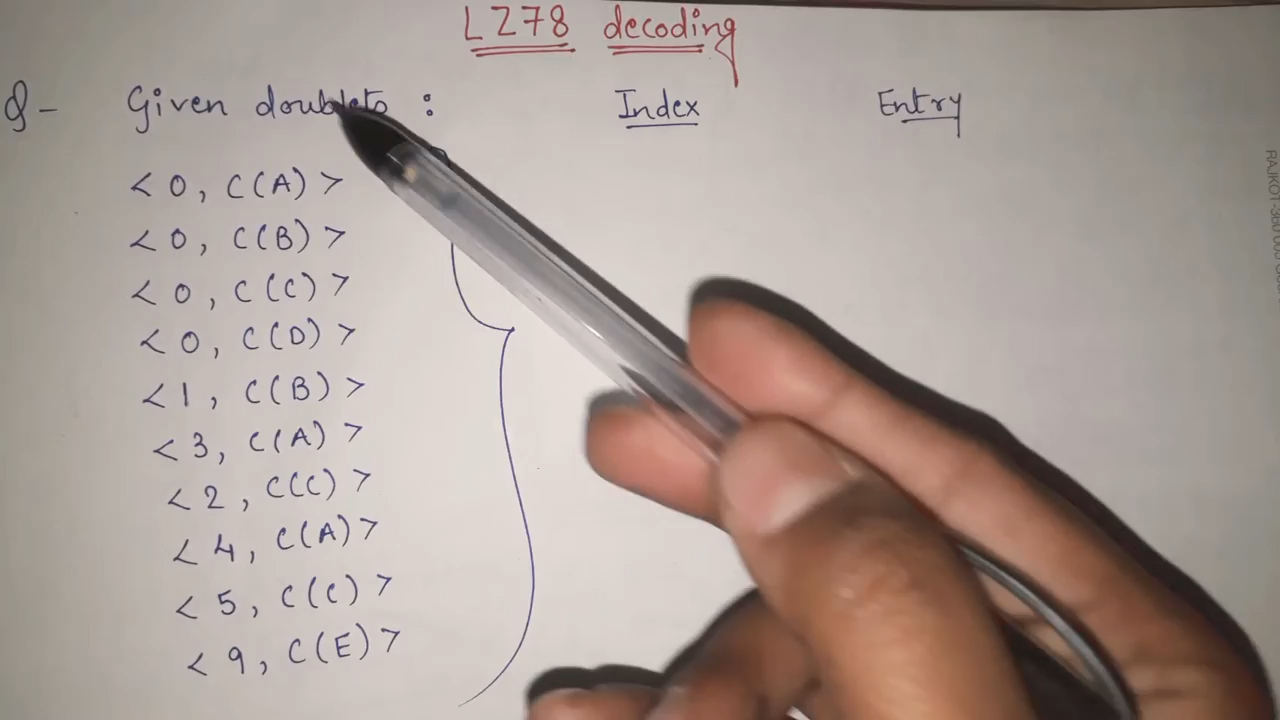 LZ78 decoding
Q- Given doublets : Index Entry
< 0, C(A) >
< 0, C(B) >
< 0, C(C) >
< 0, C(D) >
< 1, C(B) >
< 3, C(A) >
< 2, C(C) >
< 4, C(A) >
< 5, C(C) >
< 9, C(E) >